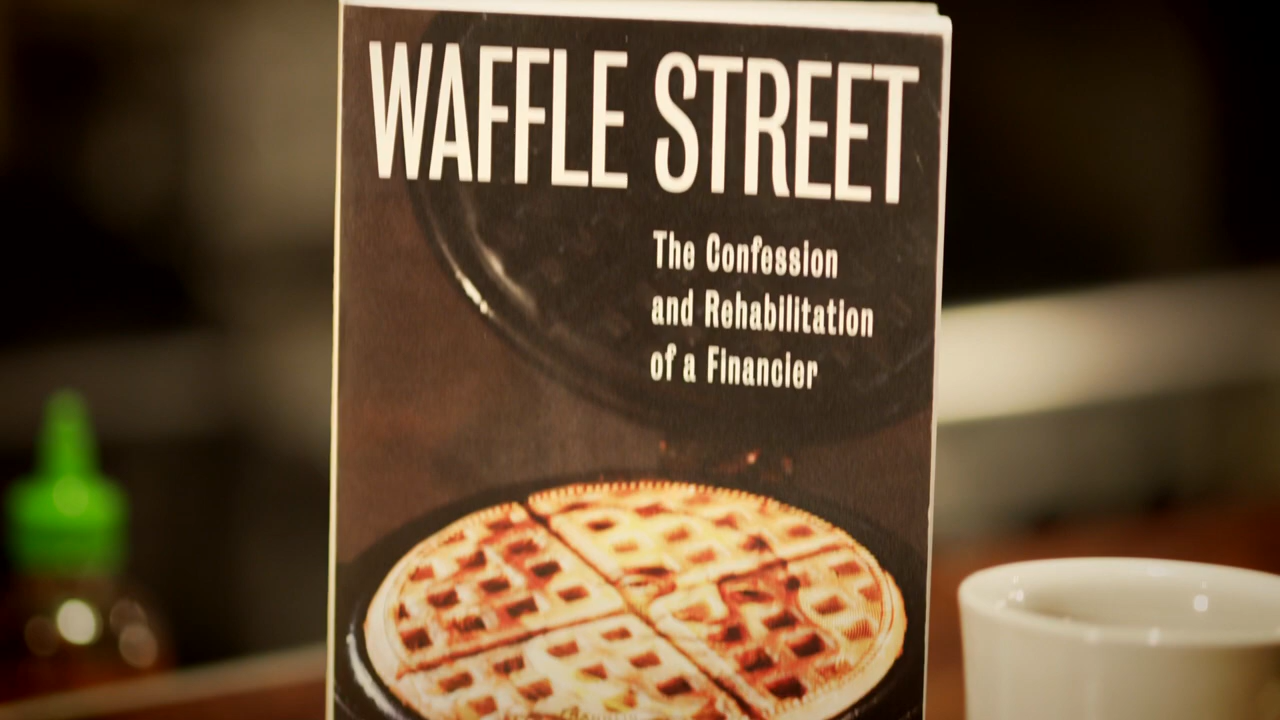 WAFFLE STREET
The Confession
and Rehabilitation
of a Financier